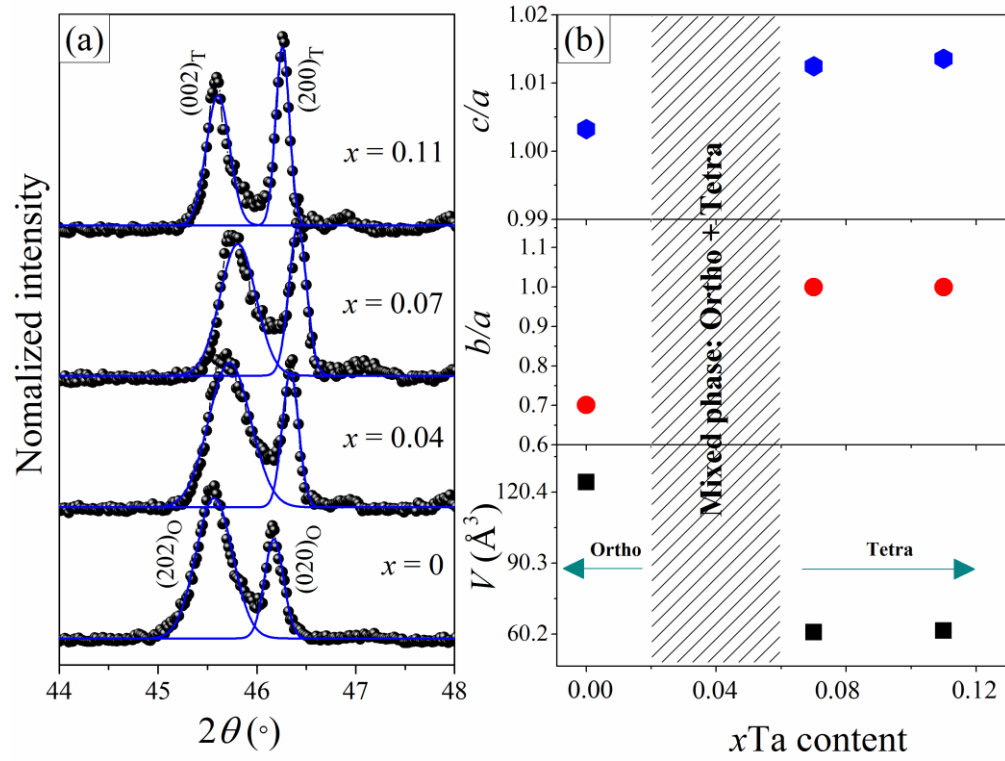 (a)
(002)T
(200)T
x = 0.11
x = 0.07
x = 0.04
x = 0
(202)O
(020)O
Nomalized intensity
44 45 46 47 48
2θ (°)
(b)
1.02
1.01
1.00
0.99
c/a
1.1
1.0
0.9
0.8
0.7
0.6
b/a
120.4
90.3
60.2
V (Å³)
Mixed phase: Ortho + Tetra
Ortho
Tetra
0.00 0.04 0.08 0.12
xTa content